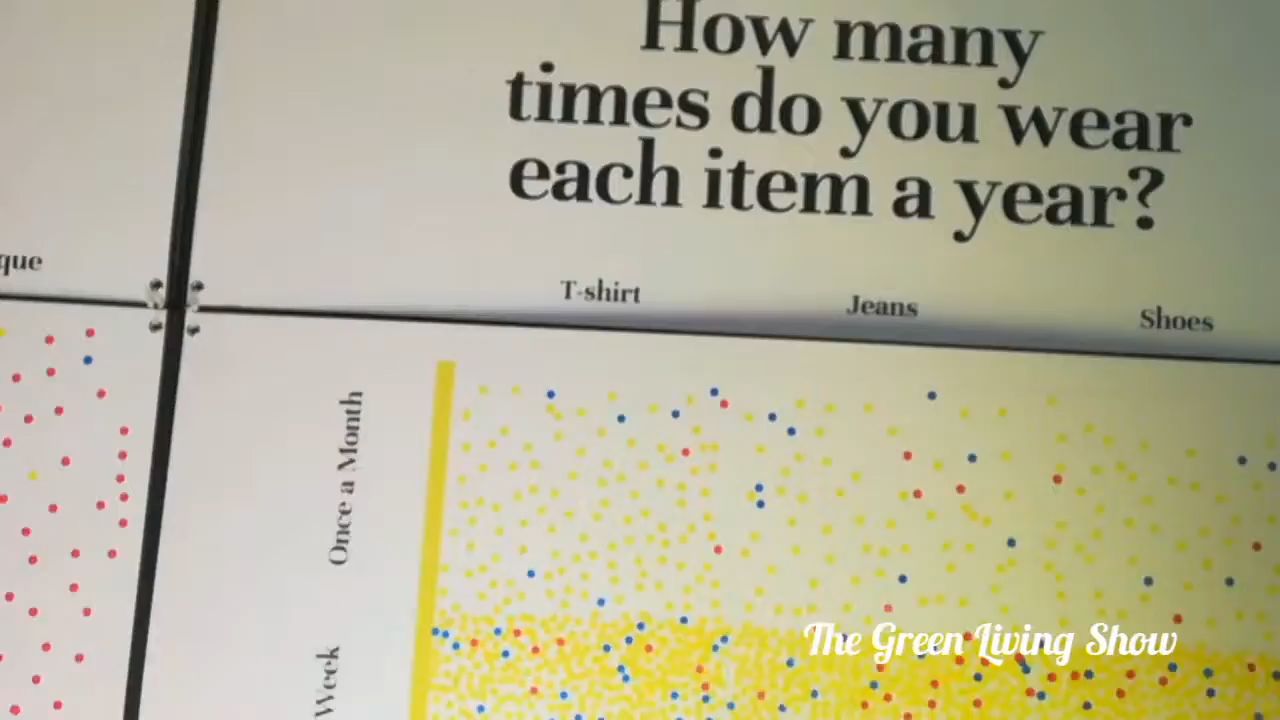 How many
times do you wear
each item a year?
que
T-shirt
Jeans
Shoes
Once a Month
Week
The Green Living Show